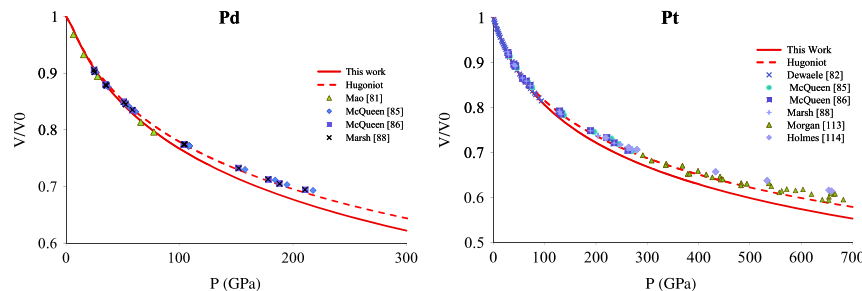 Pd
V/V0
1
0.9
0.8
0.7
0.6
0
100
200
300
P (GPa)
This work
Hugoniot
Mao [81]
McQueen [85]
McQueen [86]
Marsh [88]
Pt
V/V0
1
0.9
0.8
0.7
0.6
0.5
0
100
200
300
400
500
600
700
P (GPa)
This Work
Hugoniot
Dewaele [82]
McQueen [85]
McQueen [86]
Marsh [88]
Morgan [113]
Holmes [114]